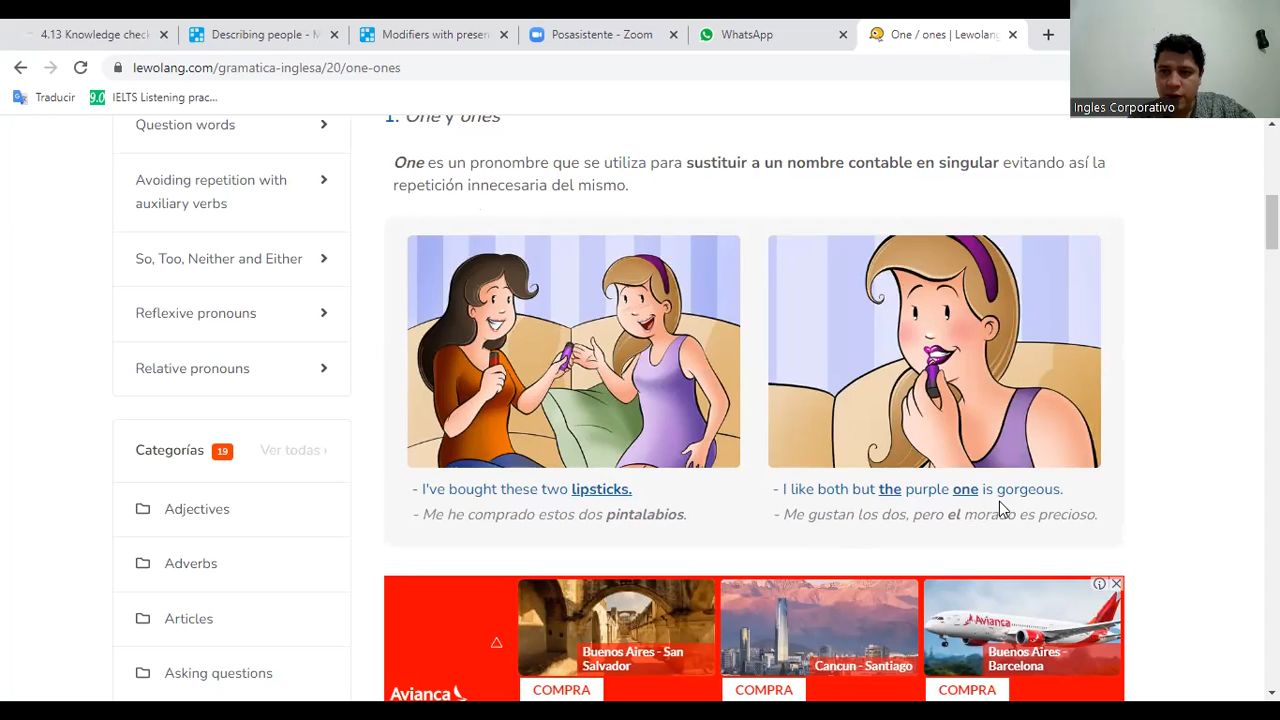 4.13 Knowledge check
Describing people - M
Modifiers with presen
Posasistente - Zoom
WhatsApp
One / ones | Lewolang
lewolang.com/gramatica-inglesa/20/one-ones
Traducir
9.0 IELTS Listening prac...
Ingles Corporativo
Question words
Avoiding repetition with
auxiliary verbs
So, Too, Neither and Either
Reflexive pronouns
Relative pronouns
Categorías 19 Ver todas ›
Adjectives
Adverbs
Articles
Asking questions
1. One y ones
One es un pronombre que se utiliza para sustituir a un nombre contable en singular evitando así la
repetición innecesaria del mismo.
- I've bought these two lipsticks.
- Me he comprado estos dos pintalabios.
- I like both but the purple one is gorgeous.
- Me gustan los dos, pero el morado es precioso.
Avianca
Buenos Aires - San
Salvador
COMPRA
Cancun - Santiago
COMPRA
avianca
Buenos Aires -
Barcelona
COMPRA